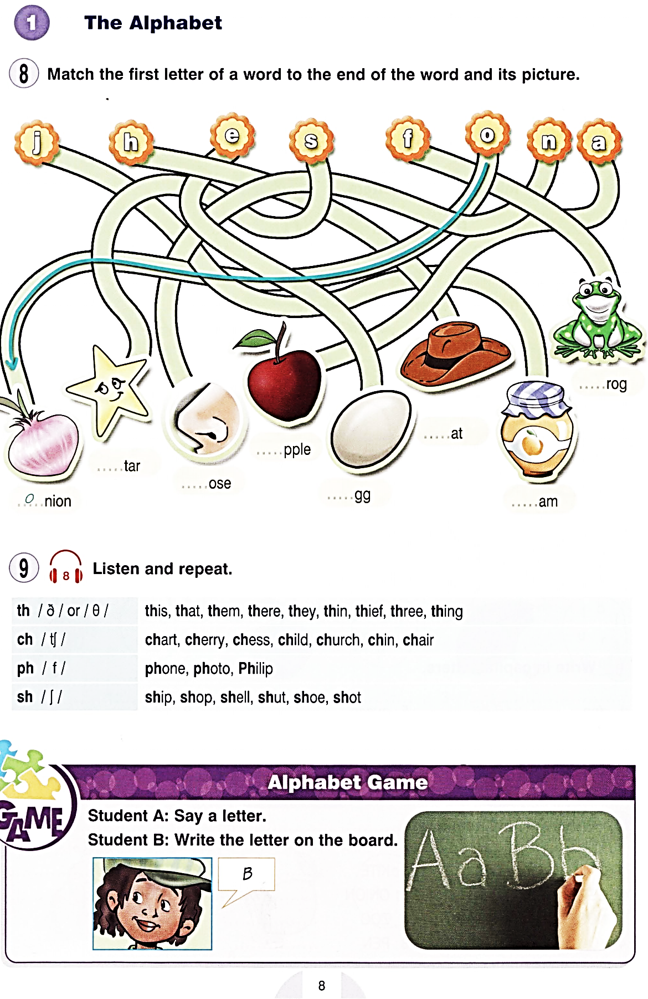 1 The Alphabet
8 Match the first letter of a word to the end of the word and its picture.
j h e s f o n a
.....rog
.....at
.....pple
.....tar
.....ose
.....gg
..o..nion
.....am
9 8 Listen and repeat.
th / ð / or / θ / this, that, them, there, they, thin, thief, three, thing
ch / tʃ / chart, cherry, chess, child, church, chin, chair
ph / f / phone, photo, Philip
sh / ʃ / ship, shop, shell, shut, shoe, shot
GAME
Alphabet Game
Student A: Say a letter.
Student B: Write the letter on the board.
B
A a B b
8